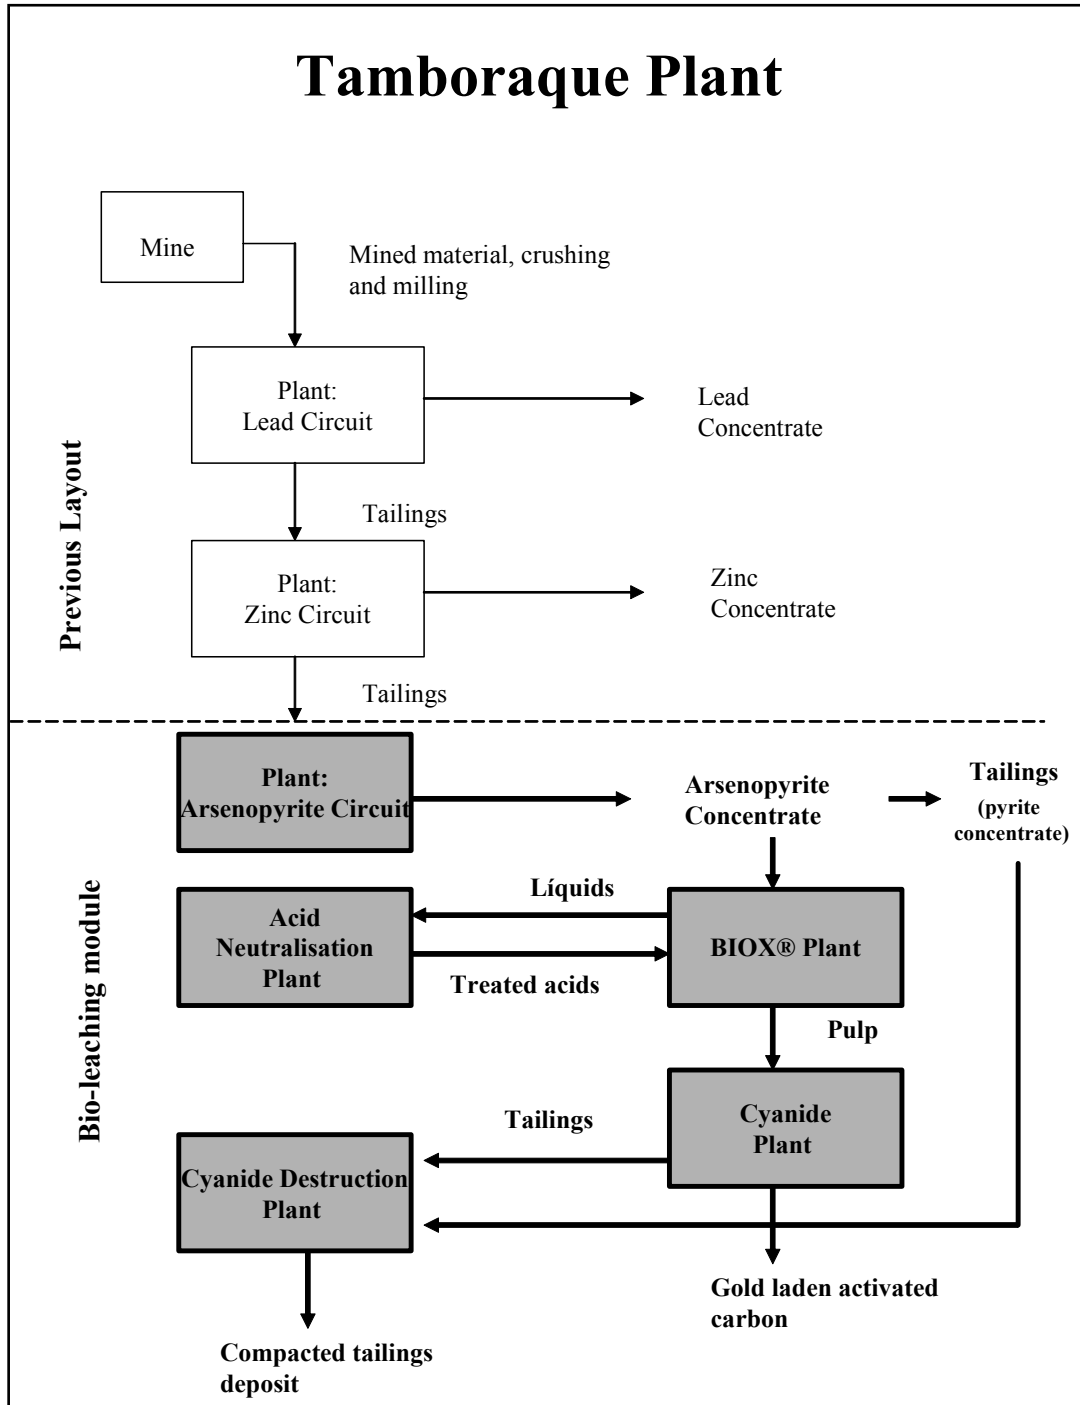 Tamboraque Plant
Mine
Mined material, crushing
and milling
Plant:
Lead Circuit
Lead
Concentrate
Tailings
Plant:
Zinc Circuit
Zinc
Concentrate
Tailings
Previous Layout
Plant:
Arsenopyrite Circuit
Arsenopyrite
Concentrate
Tailings
(pyrite
concentrate)
Líquids
Acid
Neutralisation
Plant
BIOX® Plant
Treated acids
Pulp
Bio-leaching module
Cyanide
Plant
Tailings
Cyanide Destruction
Plant
Gold laden activated
carbon
Compacted tailings
deposit